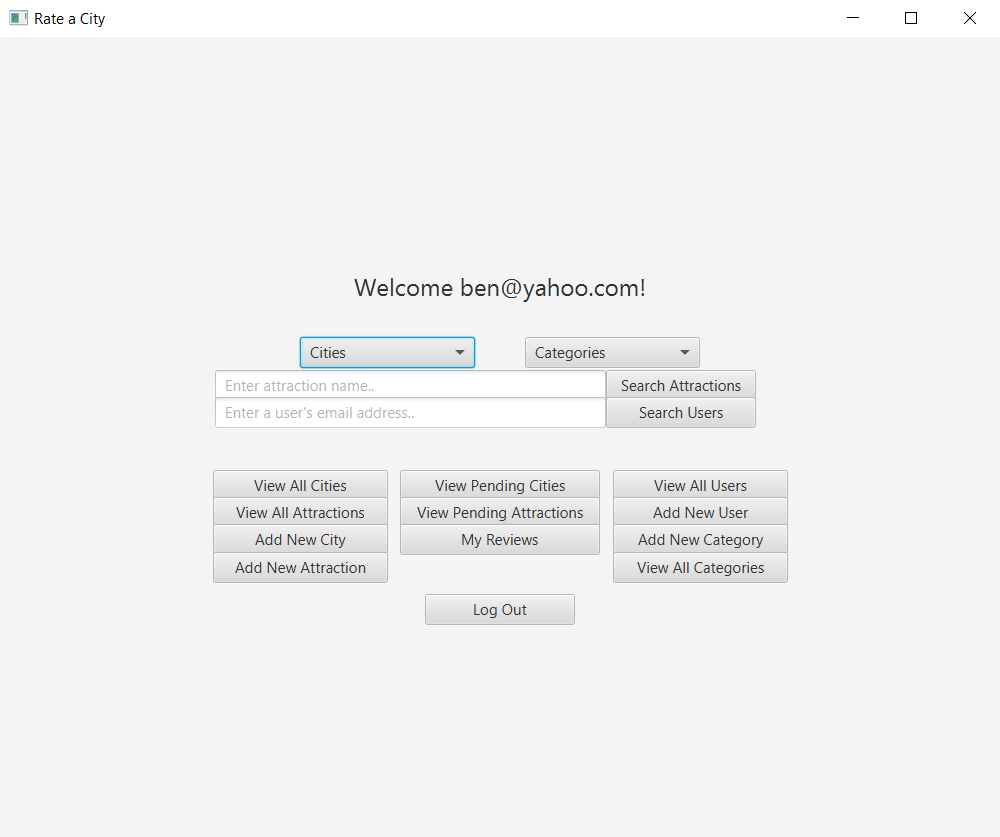 Rate a City
Welcome ben@yahoo.com!
Cities Categories
Enter attraction name.. Search Attractions
Enter a user's email address.. Search Users
View All Cities View Pending Cities View All Users
View All Attractions View Pending Attractions Add New User
Add New City My Reviews Add New Category
Add New Attraction View All Categories
Log Out